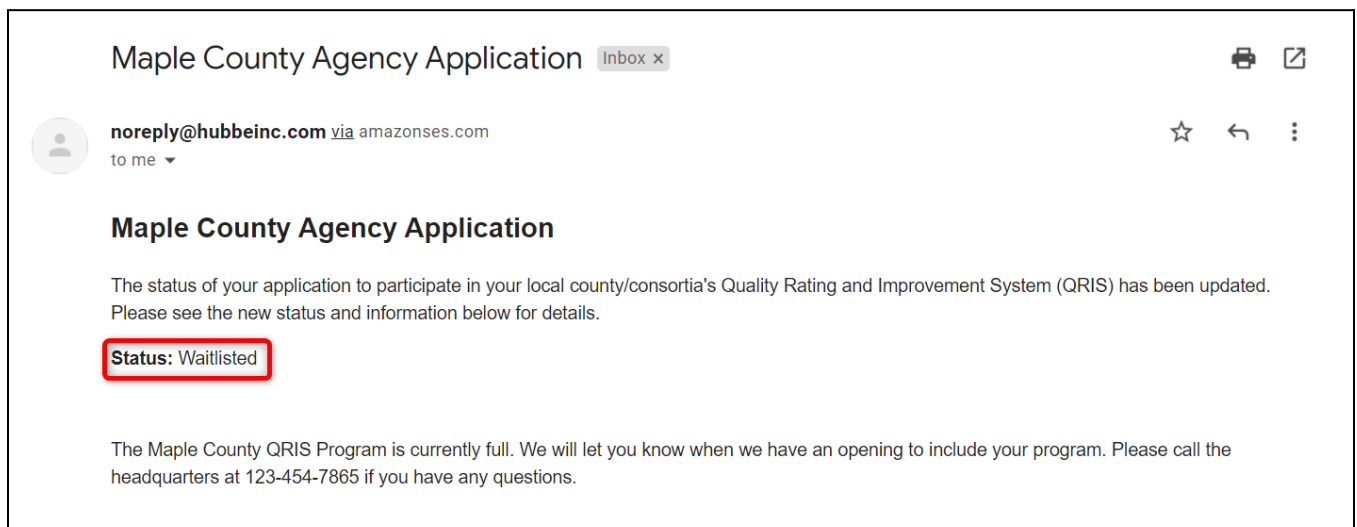 Maple County Agency Application Inbox x
noreply@hubbeinc.com via amazonses.com
to me
Maple County Agency Application
The status of your application to participate in your local county/consortia's Quality Rating and Improvement System (QRIS) has been updated.
Please see the new status and information below for details.
Status: Waitlisted
The Maple County QRIS Program is currently full. We will let you know when we have an opening to include your program. Please call the
headquarters at 123-454-7865 if you have any questions.